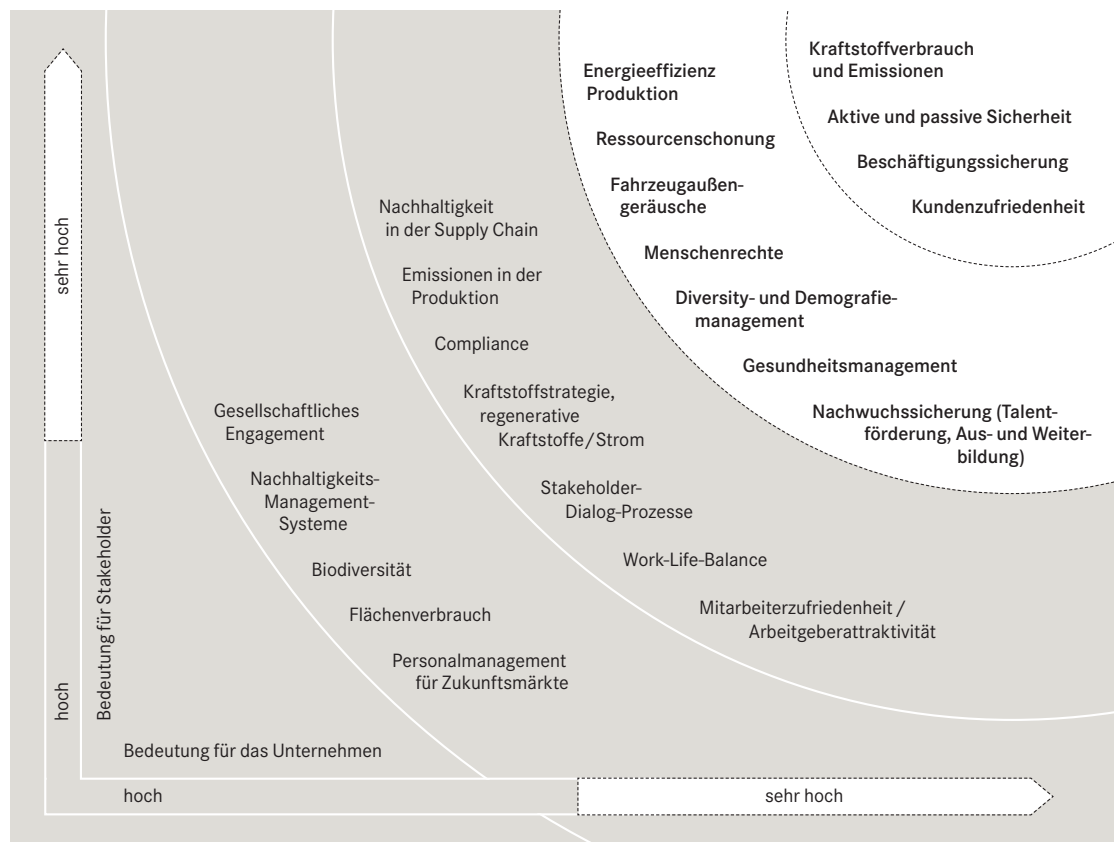 Kraftstoffverbrauch
und Emissionen
Aktive und passive Sicherheit
Beschäftigungssicherung
Kundenzufriedenheit
Energieeffizienz
Produktion
Ressourcenschonung
Fahrzeugaußen-
geräusche
Menschenrechte
Diversity- und Demografie-
management
Gesundheitsmanagement
Nachwuchssicherung (Talent-
förderung, Aus- und Weiter-
bildung)
Nachhaltigkeit
in der Supply Chain
Emissionen in der
Produktion
Compliance
Kraftstoffstrategie,
regenerative
Kraftstoffe/Strom
Stakeholder-
Dialog-Prozesse
Work-Life-Balance
Mitarbeiterzufriedenheit /
Arbeitgeberattraktivität
Gesellschaftliches
Engagement
Nachhaltigkeits-
Management-
Systeme
Biodiversität
Flächenverbrauch
Personalmanagement
für Zukunftsmärkte
sehr hoch
hoch
Bedeutung für Stakeholder
Bedeutung für das Unternehmen
hoch
sehr hoch